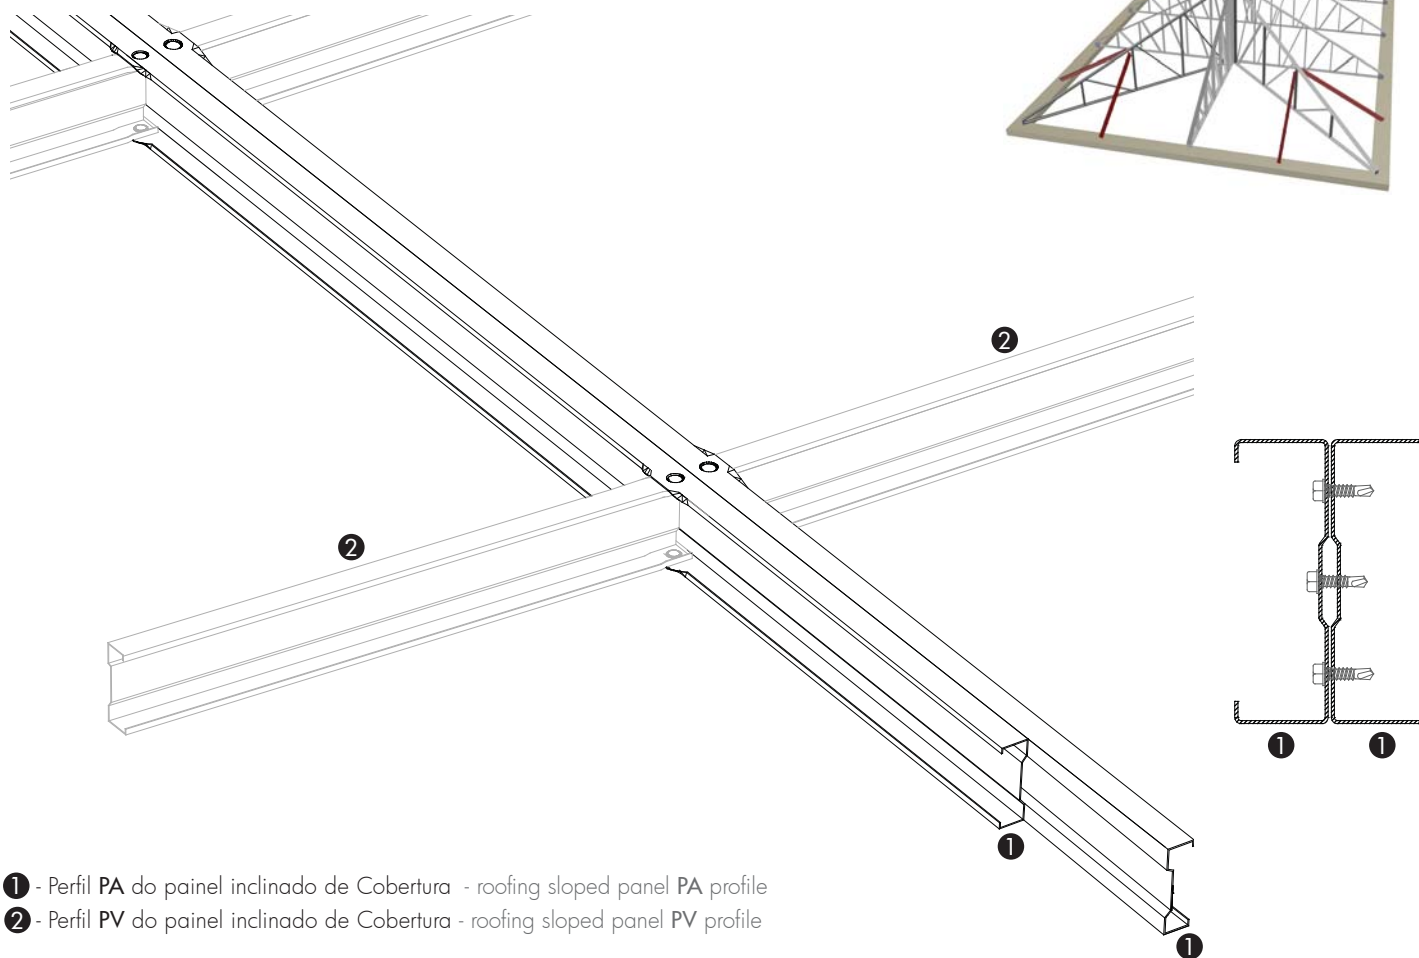 2
2
1 1
1
1
1 - Perfil PA do painel inclinado de Cobertura - roofing sloped panel PA profile
2 - Perfil PV do painel inclinado de Cobertura - roofing sloped panel PV profile